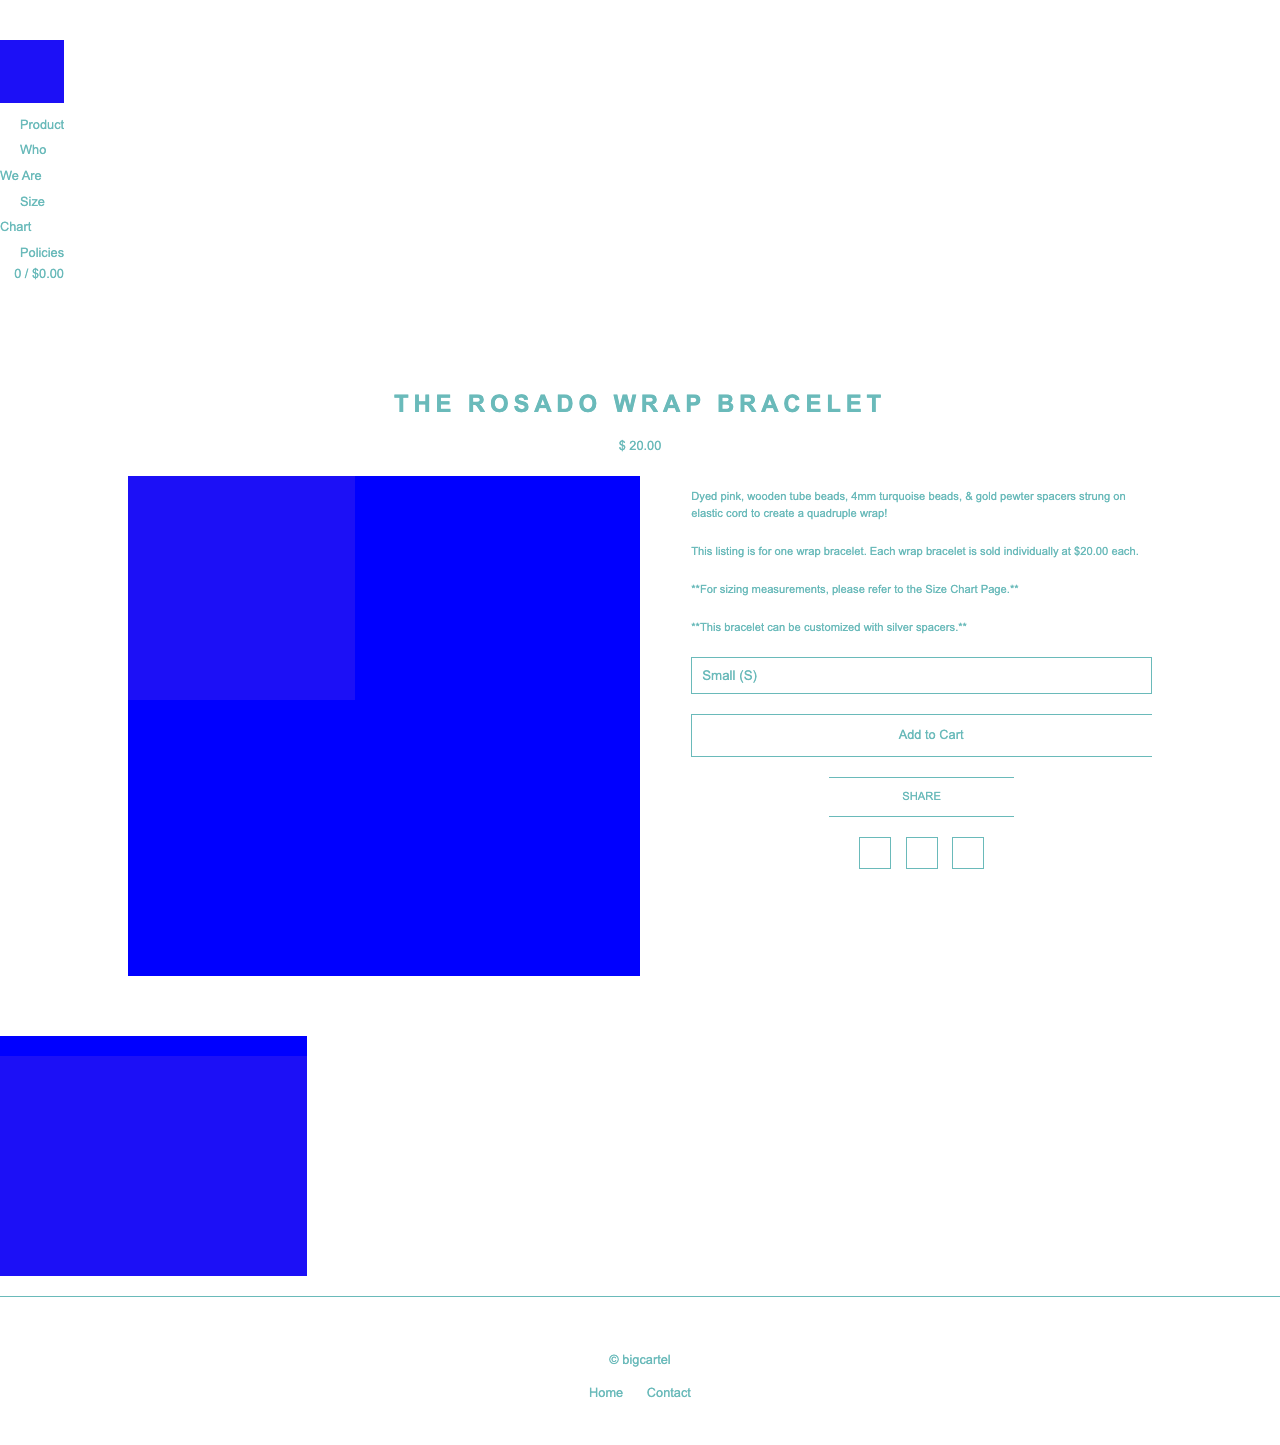 Product
Who
We Are
Size
Chart
Policies
0 / $0.00
THE ROSADO WRAP BRACELET
$ 20.00
Dyed pink, wooden tube beads, 4mm turquoise beads, & gold pewter spacers strung on
elastic cord to create a quadruple wrap!
This listing is for one wrap bracelet. Each wrap bracelet is sold individually at $20.00 each.
**For sizing measurements, please refer to the Size Chart Page.**
**This bracelet can be customized with silver spacers.**
Small (S)
Add to Cart
SHARE
© bigcartel
Home Contact